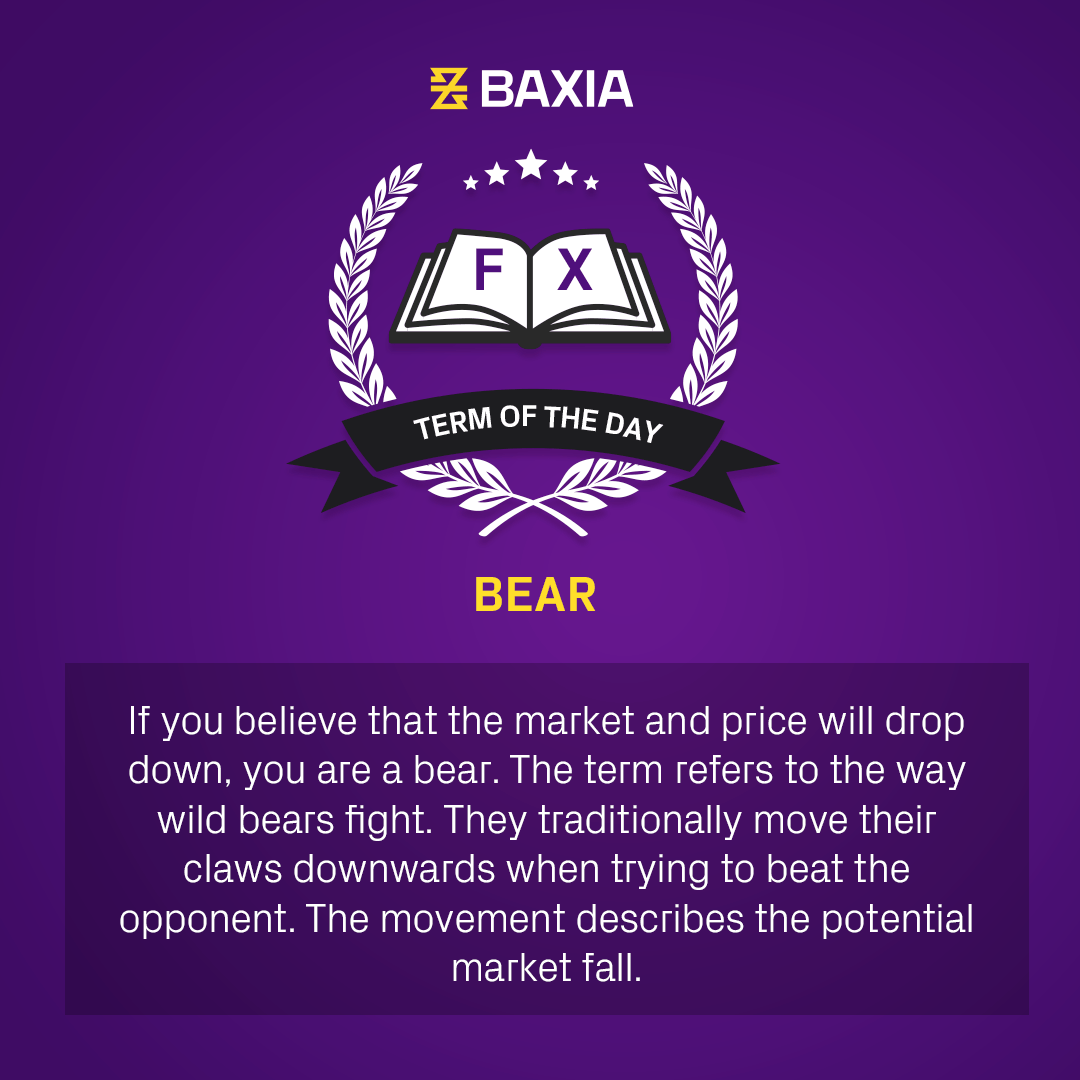 BAXIA
F X
TERM OF THE DAY
BEAR
If you believe that the market and price will drop
down, you are a bear. The term refers to the way
wild bears fight. They traditionally move their
claws downwards when trying to beat the
opponent. The movement describes the potential
market fall.